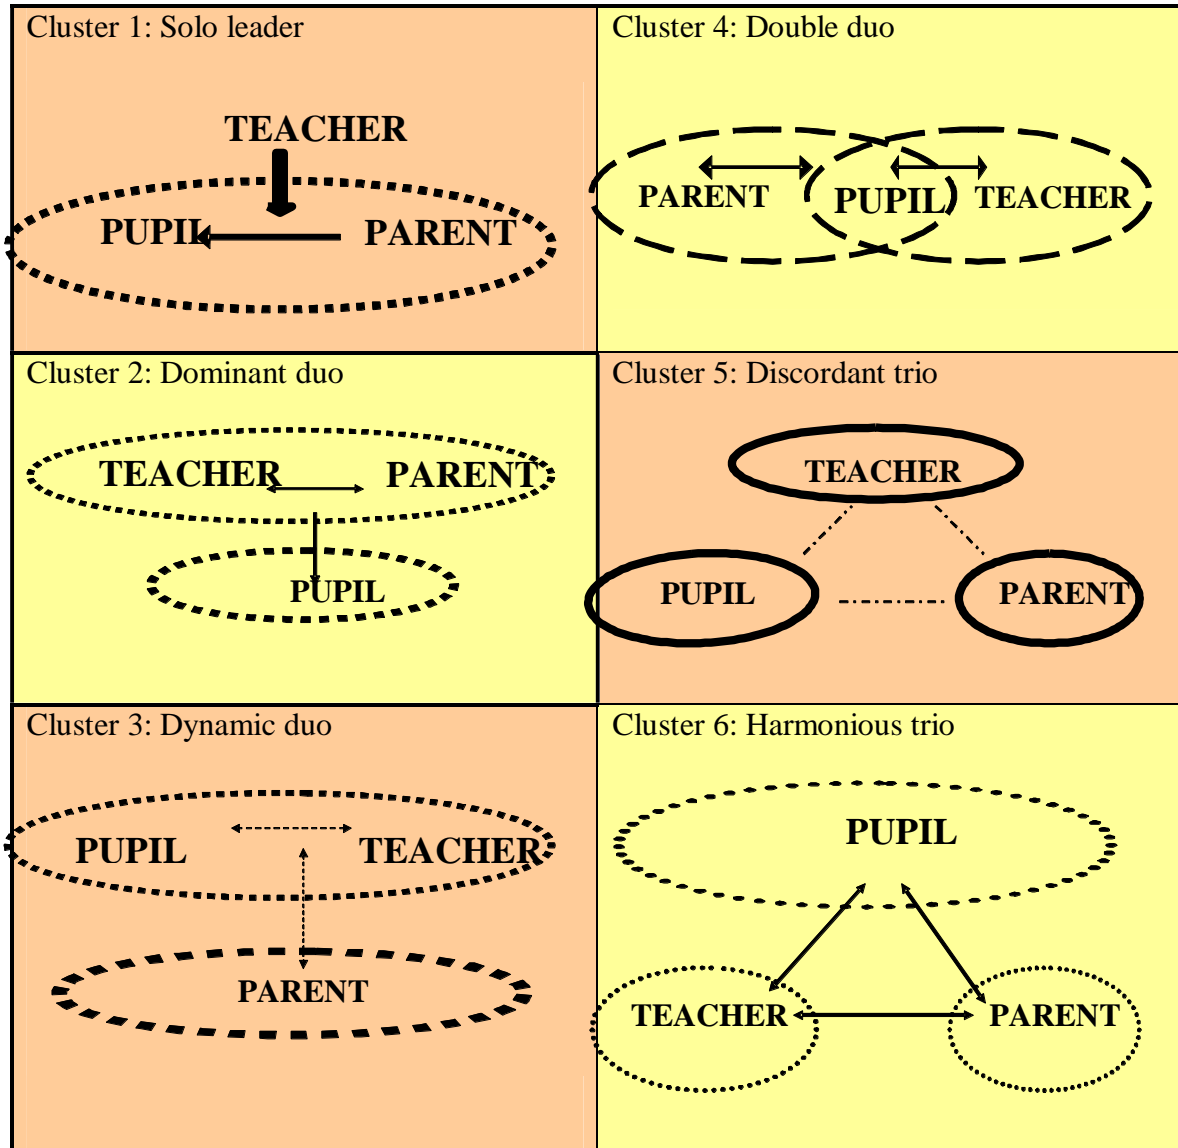 Cluster 1: Solo leader
TEACHER
PUPIL PARENT
Cluster 4: Double duo
PARENT PUPIL TEACHER
Cluster 2: Dominant duo
TEACHER PARENT
PUPIL
Cluster 5: Discordant trio
TEACHER
PUPIL PARENT
Cluster 3: Dynamic duo
PUPIL TEACHER
PARENT
Cluster 6: Harmonious trio
PUPIL
TEACHER PARENT